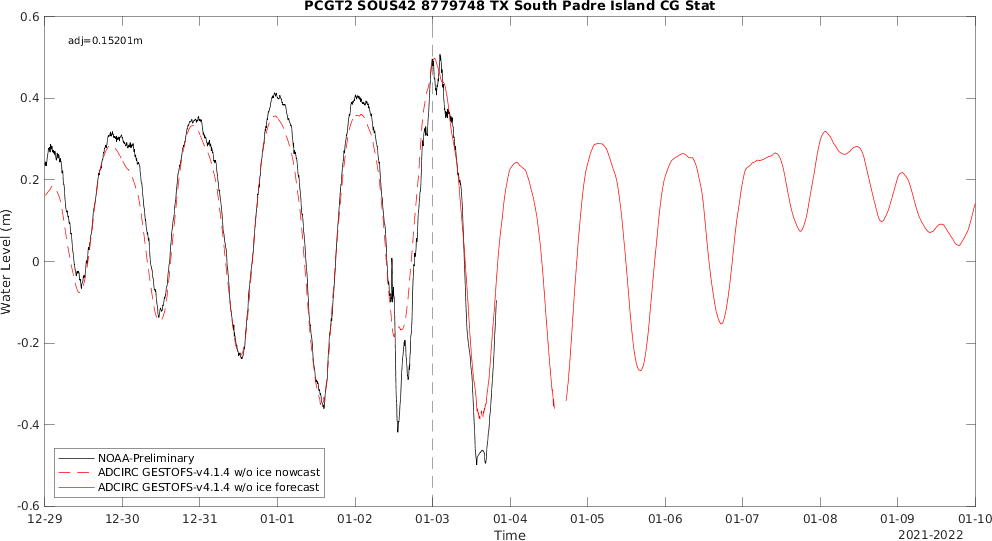 PCGT2 SOUS42 8779748 TX South Padre Island CG Stat
adj=0.15201m
0.6
0.4
0.2
0
-0.2
-0.4
-0.6
Water Level (m)
NOAA-Preliminary
ADCIRC GESTOFS-v4.1.4 w/o ice nowcast
ADCIRC GESTOFS-v4.1.4 w/o ice forecast
12-29 12-30 12-31 01-01 01-02 01-03 01-04 01-05 01-06 01-07 01-08 01-09 01-10
Time
2021-2022